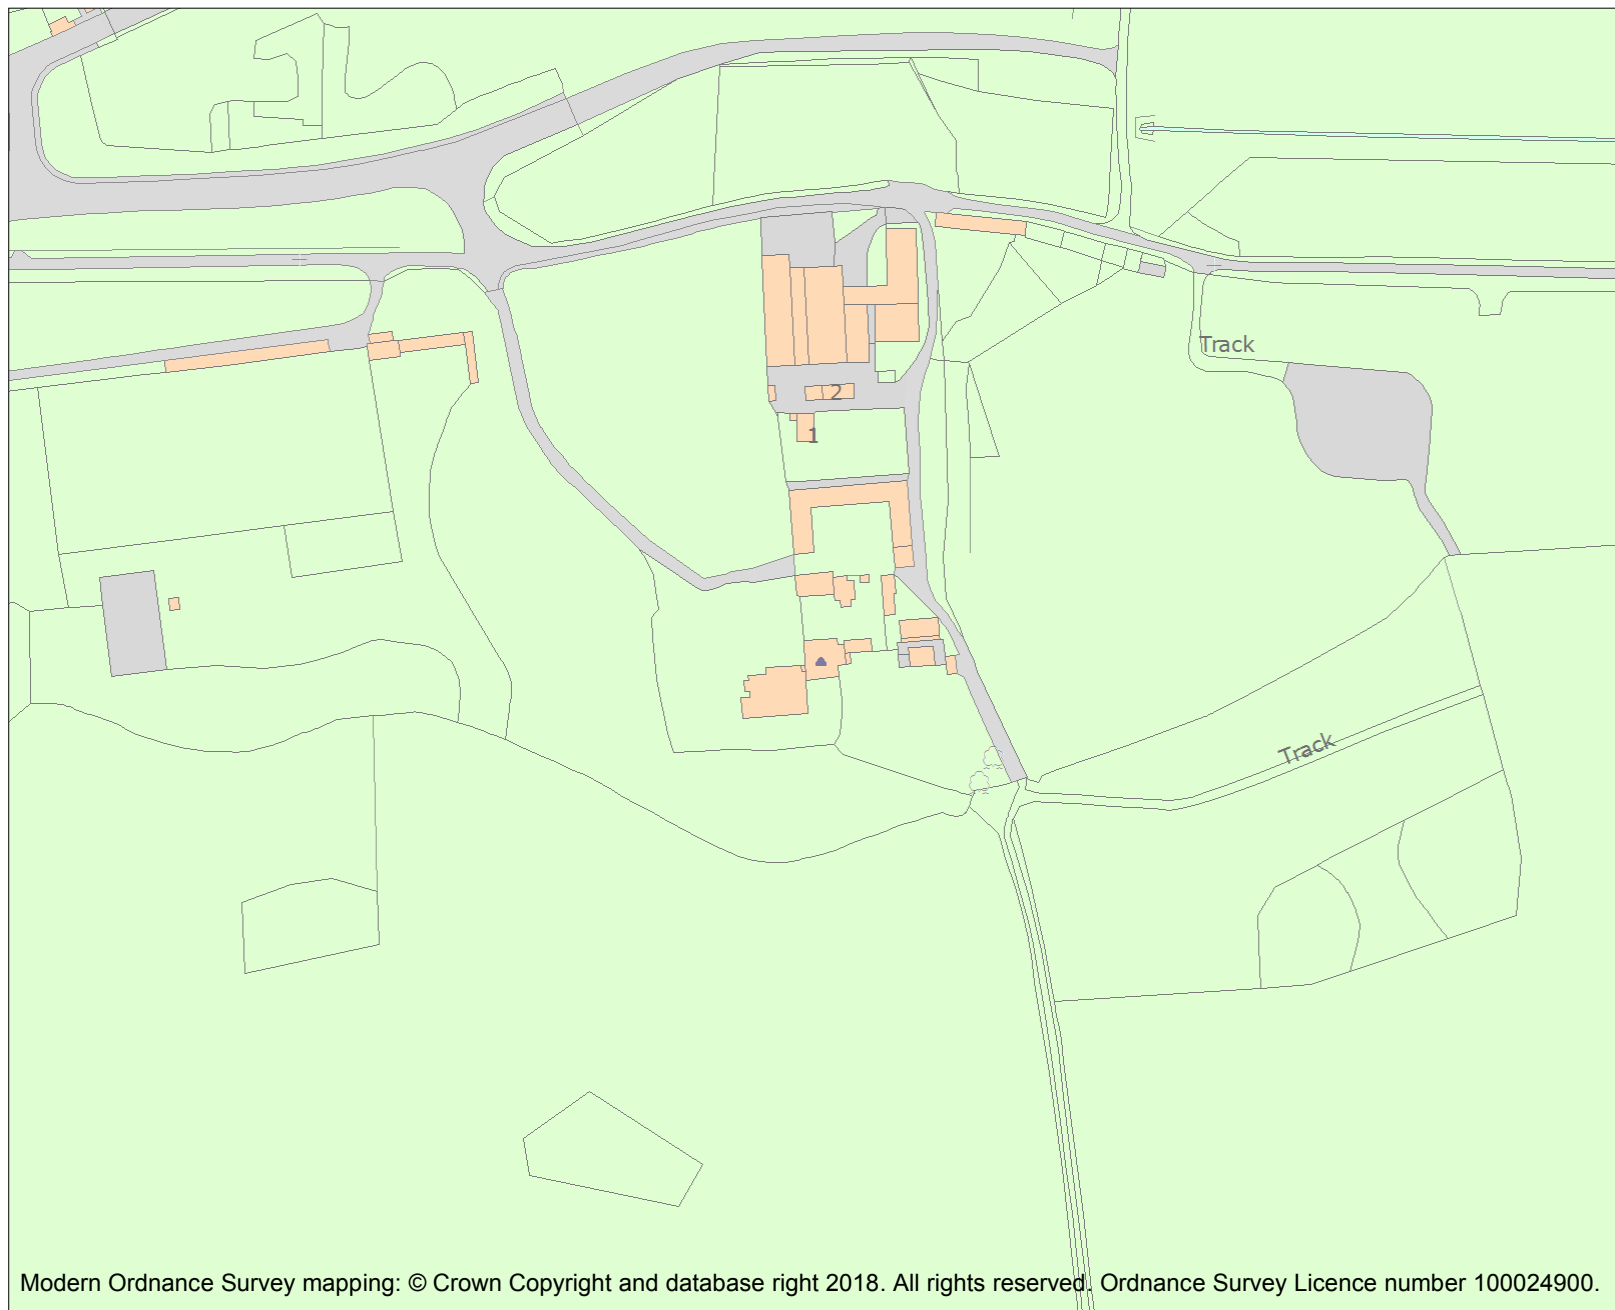 Track
2
1
Track
Modern Ordnance Survey mapping: © Crown Copyright and database right 2018. All rights reserved. Ordnance Survey Licence number 100024900.